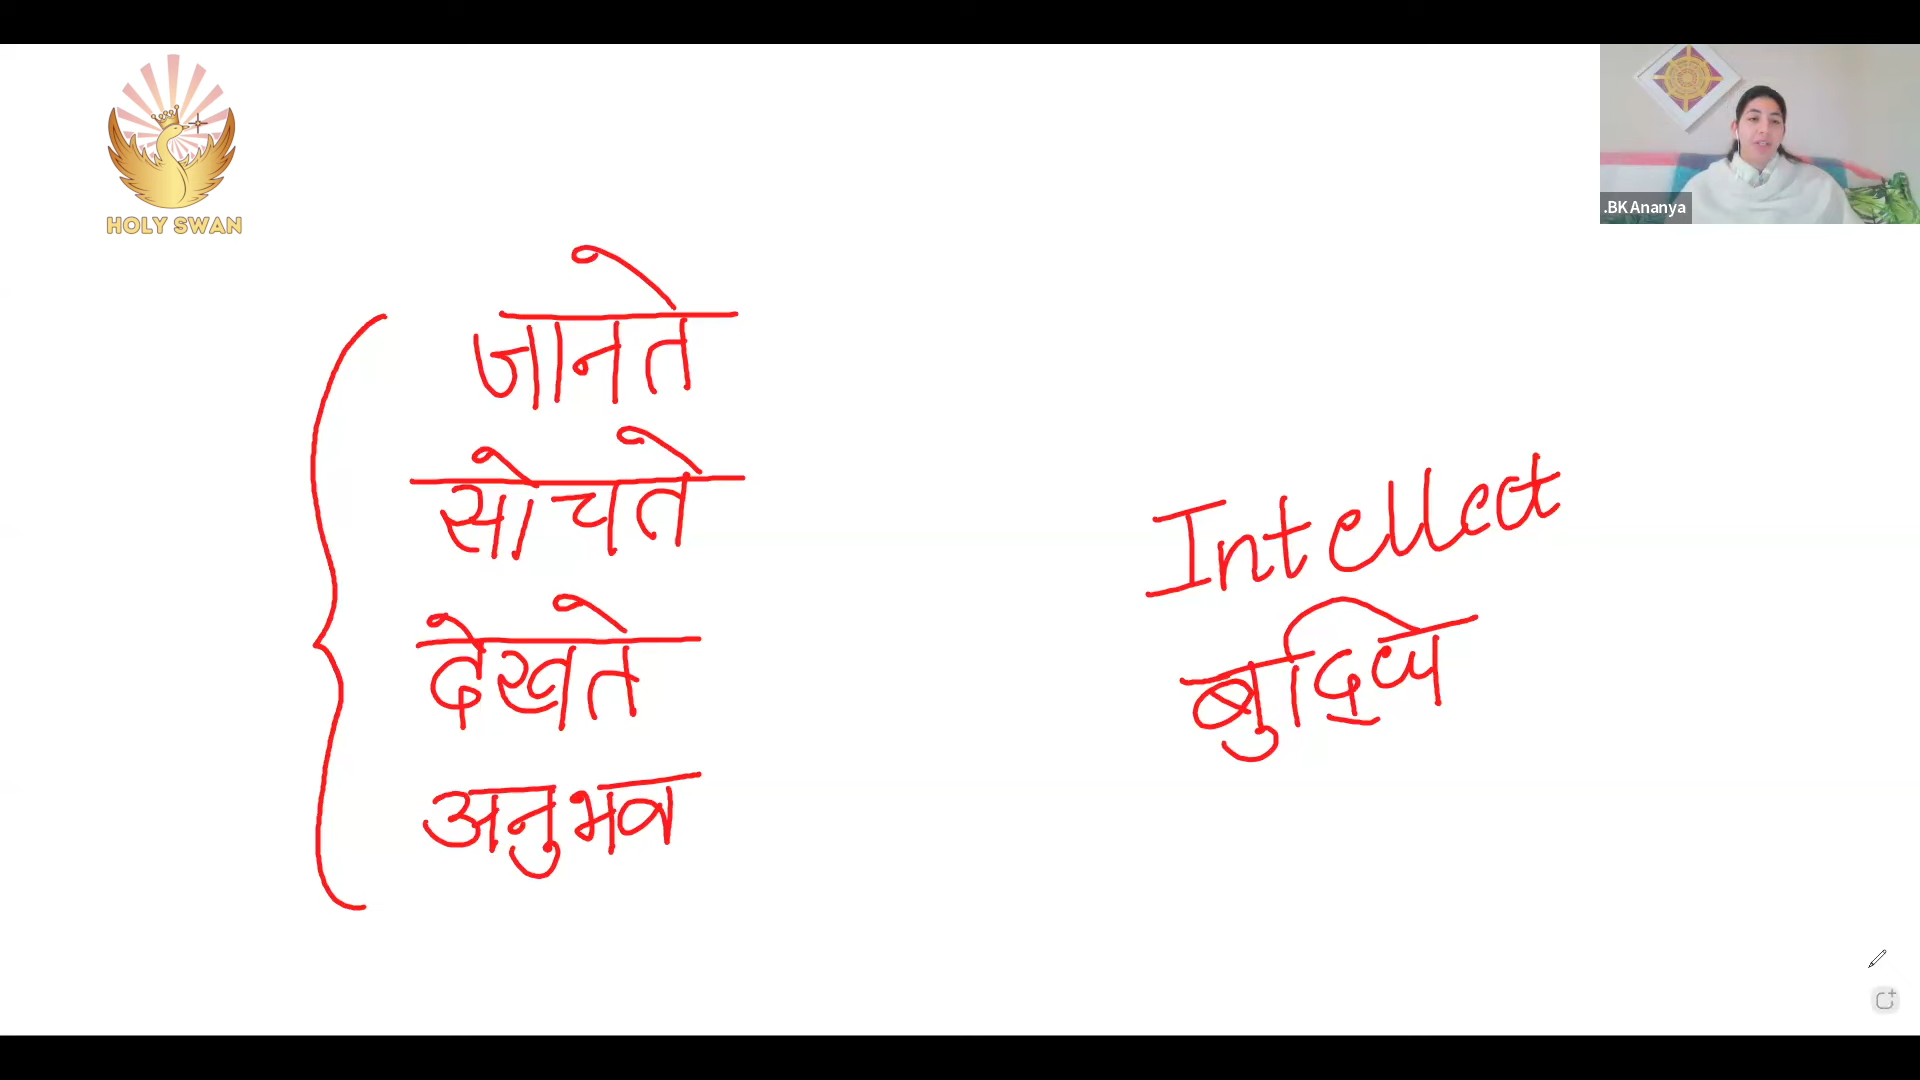 HOLY SWAN
.BK Ananya
जानते
सोचते
देखते
अनुभव
Intellect
बुद्धि